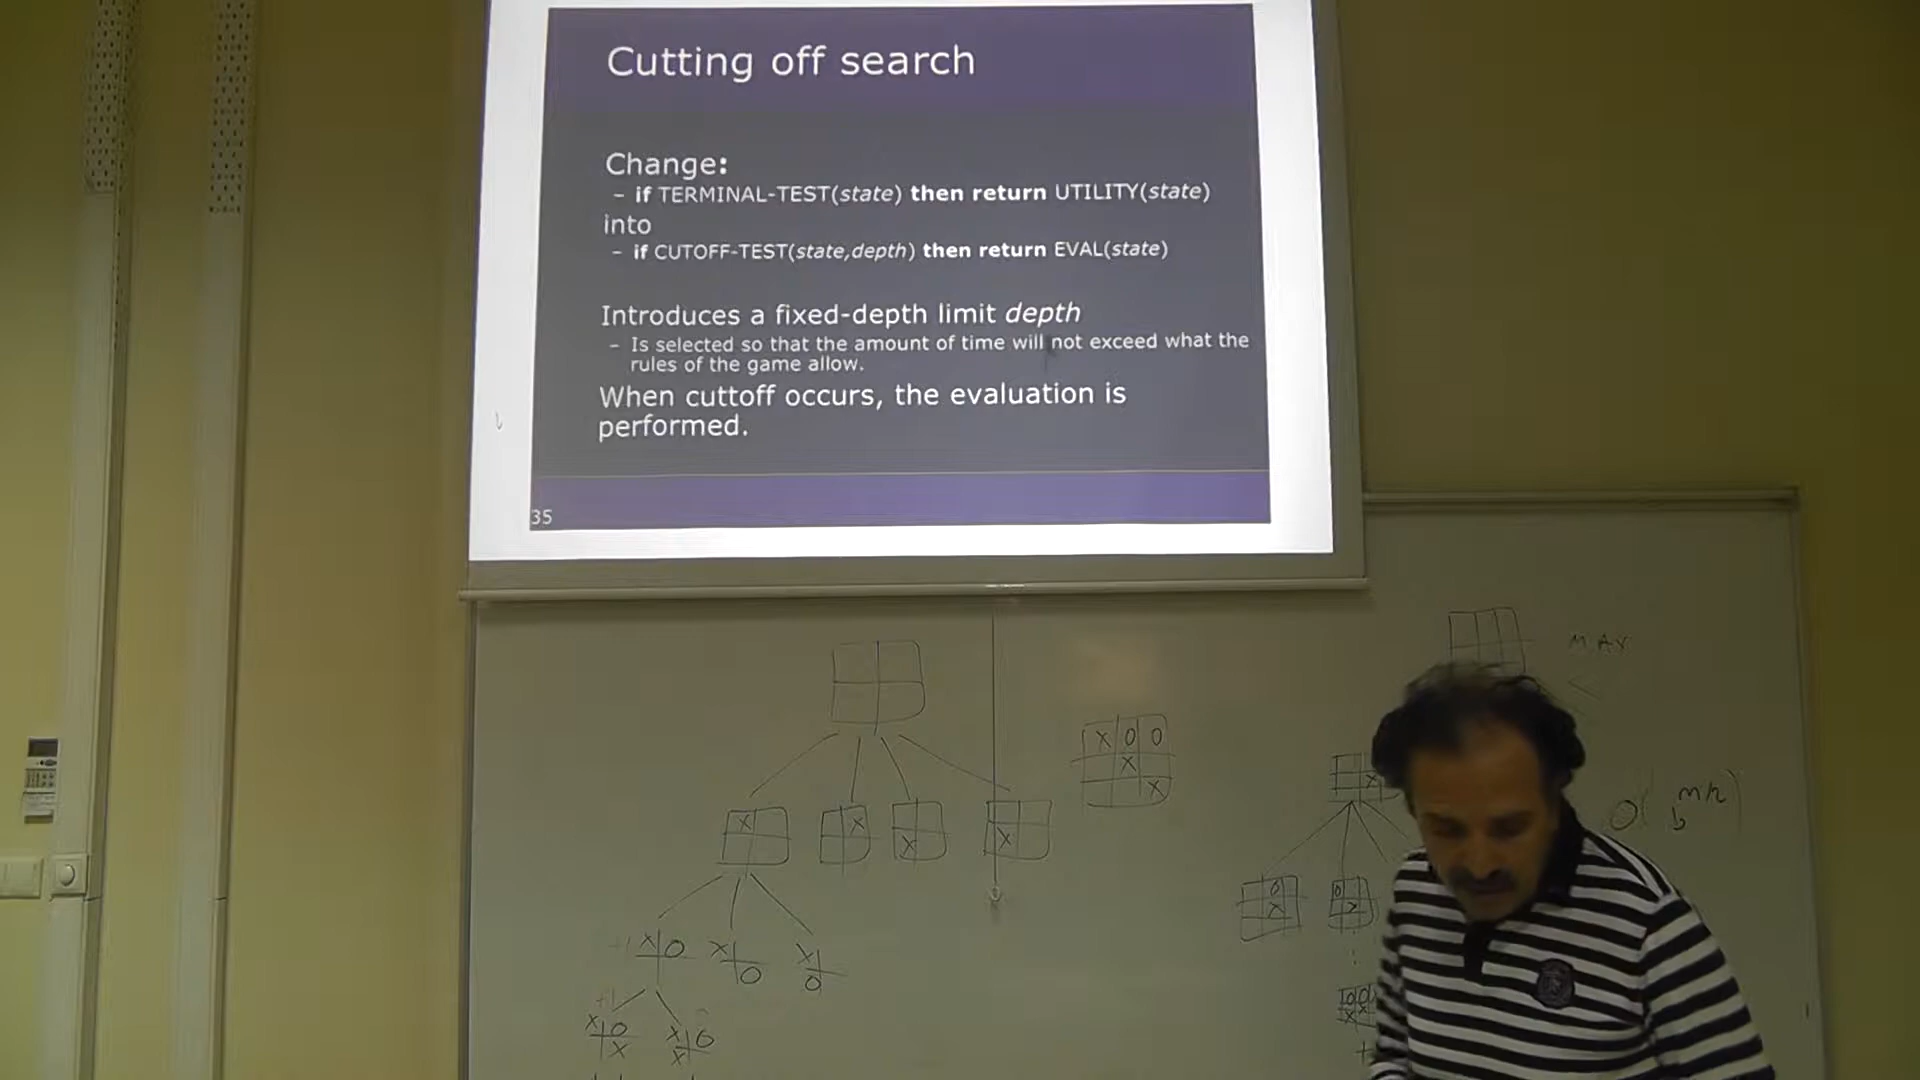 Cutting off search
Change:
– if TERMINAL-TEST(state) then return UTILITY(state)
into
– if CUTOFF-TEST(state,depth) then return EVAL(state)
Introduces a fixed-depth limit depth
– Is selected so that the amount of time will not exceed what the
rules of the game allow.
When cuttoff occurs, the evaluation is
performed.
35
MAX
X O O
X
X
X
X
X
X
X
O
X
O
X
X O
X
O
X
O
+1
X O
X
X O
X